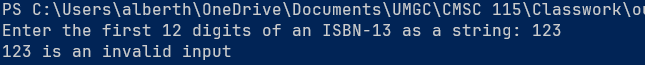 PS C:\Users\alberth\OneDrive\Documents\UMGC\CMSC 115\Classwork\ou
Enter the first 12 digits of an ISBN-13 as a string: 123
123 is an invalid input